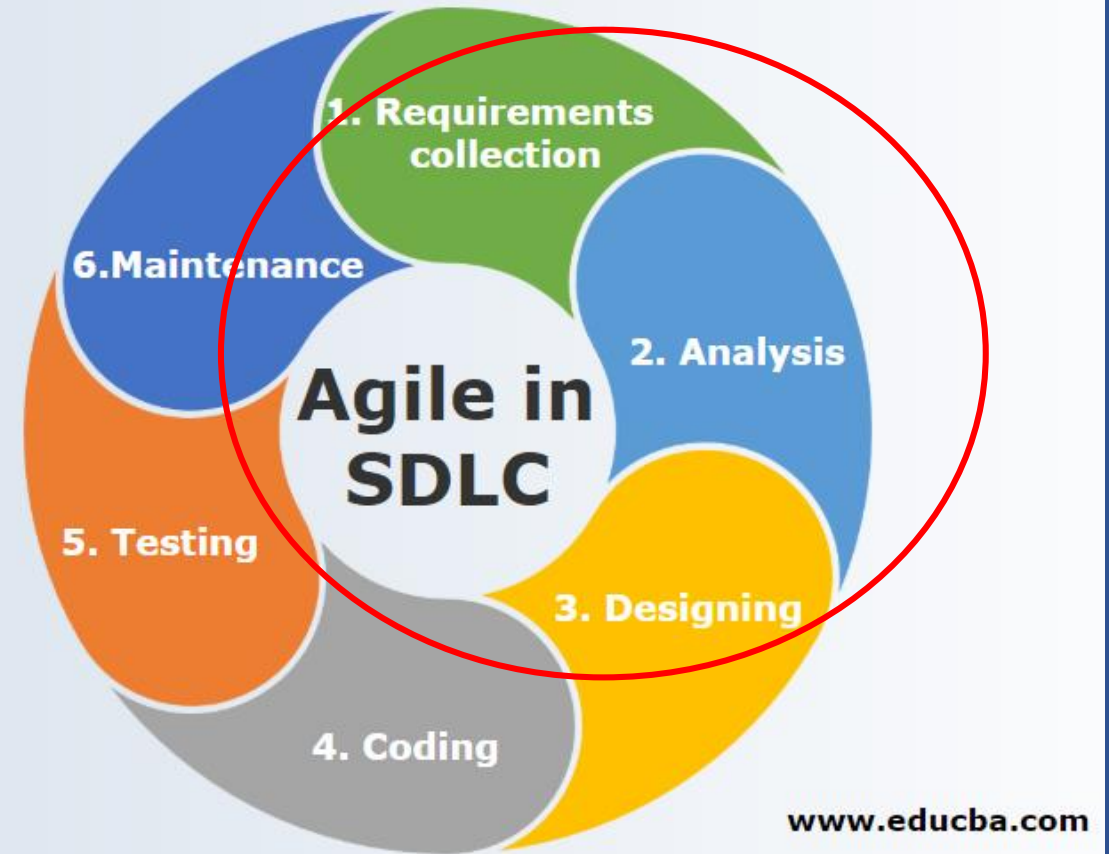 1. Requirements
collection
2. Analysis
3. Designing
4. Coding
5. Testing
6.Maintenance
Agile in
SDLC
www.educba.com